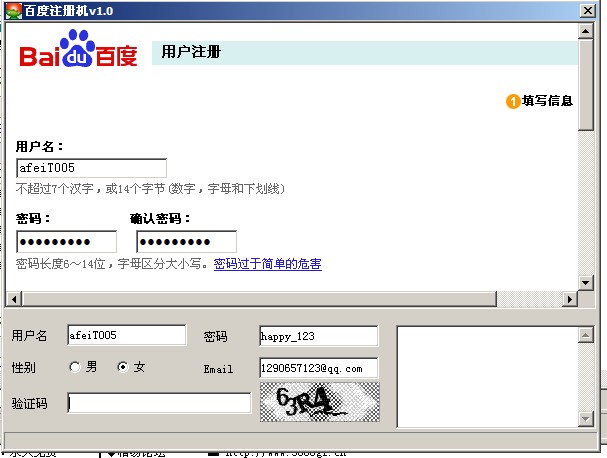 百度注册机v1.0
Bai du 百度
用户注册
1 填写信息
用户名：
afeiT005
不超过7个汉字，或14个字节(数字，字母和下划线)
密码： 确认密码：
●●●●●●●●● ●●●●●●●●●
密码长度6～14位，字母区分大小写。密码过于简单的危害
用户名 afeiT005 密码 happy_123
性别 男 女 Email 1290657123@qq.com
验证码 63R4